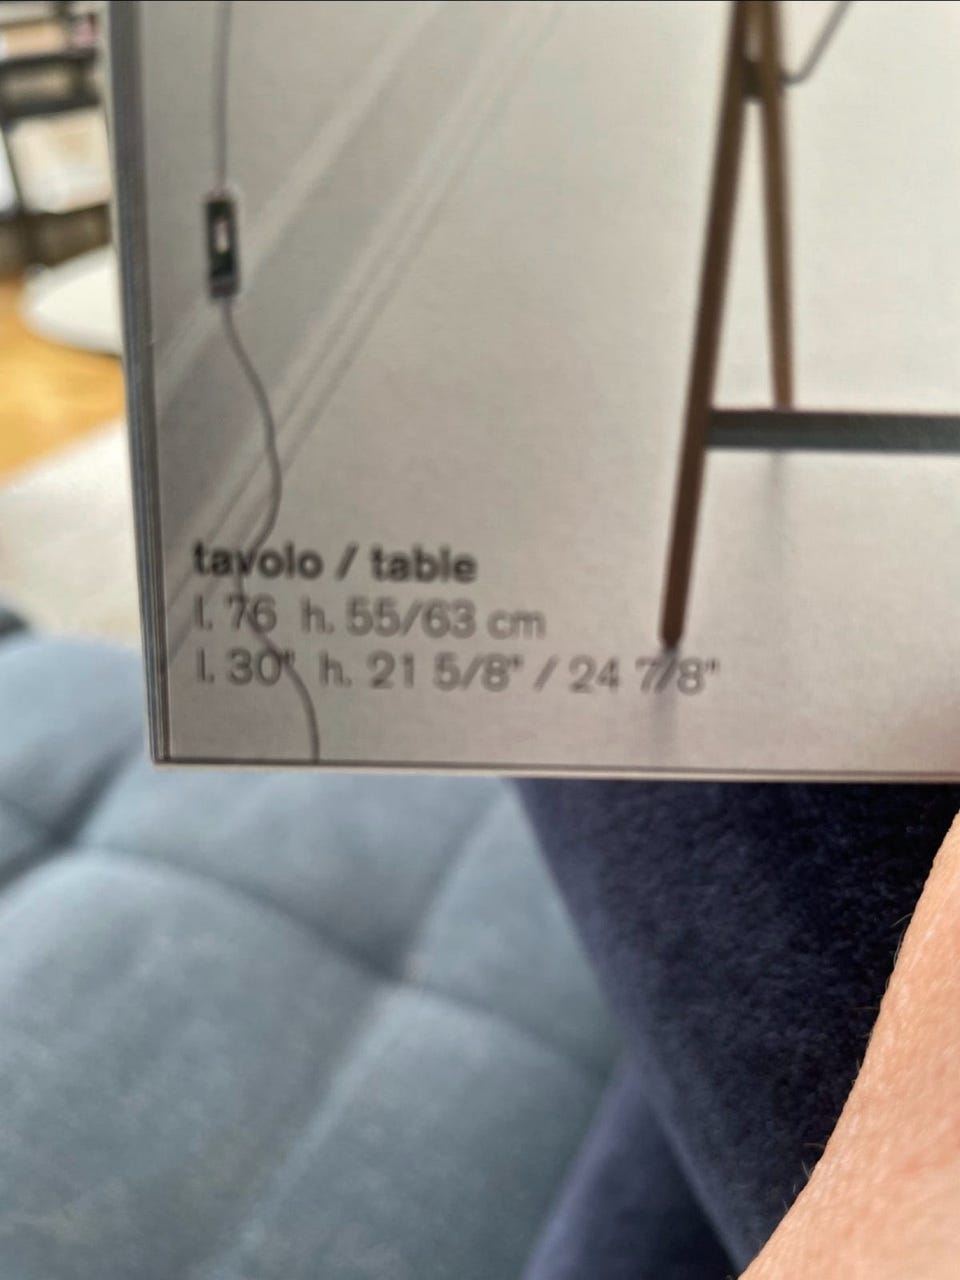 tavolo / table
l. 76 h. 55/63 cm
l. 30" h. 21 5/8" / 24 7/8"